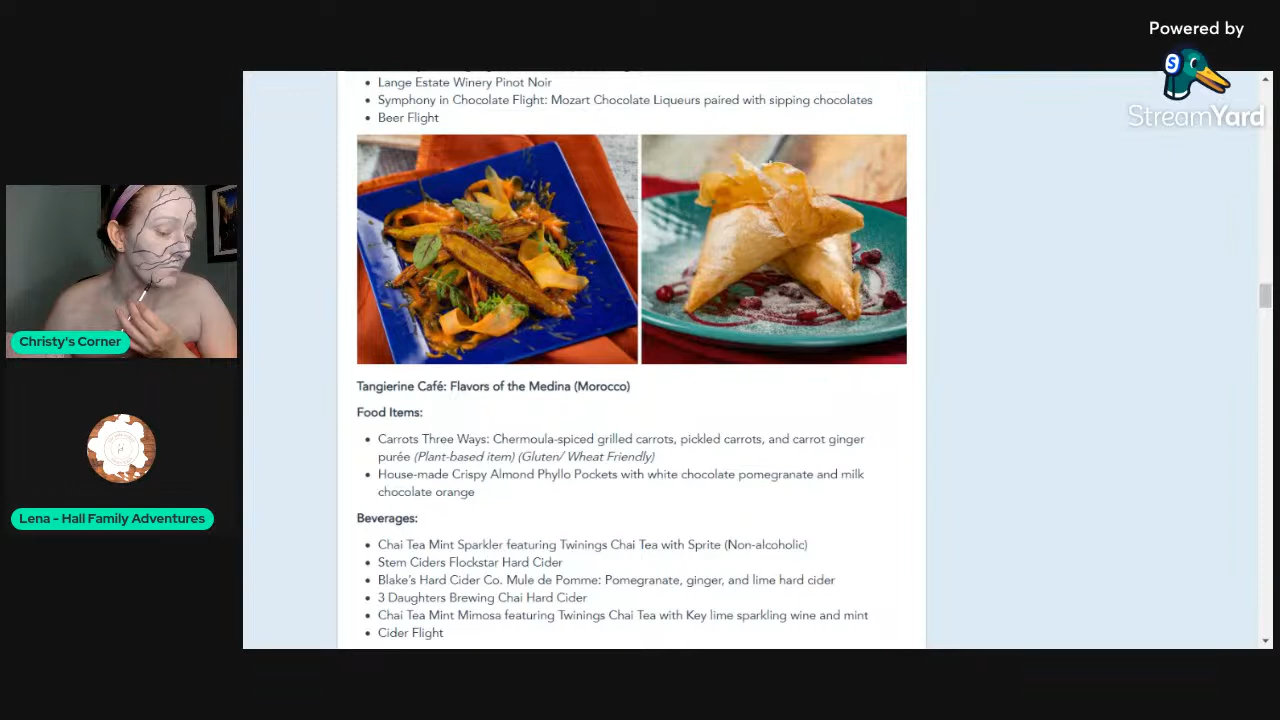 Powered by
StreamYard
Lange Estate Winery Pinot Noir
Symphony in Chocolate Flight: Mozart Chocolate Liqueurs paired with sipping chocolates
Beer Flight
Christy's Corner
Tangierine Café: Flavors of the Medina (Morocco)
Food Items:
Carrots Three Ways: Chermoula-spiced grilled carrots, pickled carrots, and carrot ginger
purée (Plant-based item) (Gluten/ Wheat Friendly)
House-made Crispy Almond Phyllo Pockets with white chocolate pomegranate and milk
chocolate orange
Lena - Hall Family Adventures
Beverages:
Chai Tea Mint Sparkler featuring Twinings Chai Tea with Sprite (Non-alcoholic)
Stem Ciders Flockstar Hard Cider
Blake's Hard Cider Co. Mule de Pomme: Pomegranate, ginger, and lime hard cider
3 Daughters Brewing Chai Hard Cider
Chai Tea Mint Mimosa featuring Twinings Chai Tea with Key lime sparkling wine and mint
Cider Flight